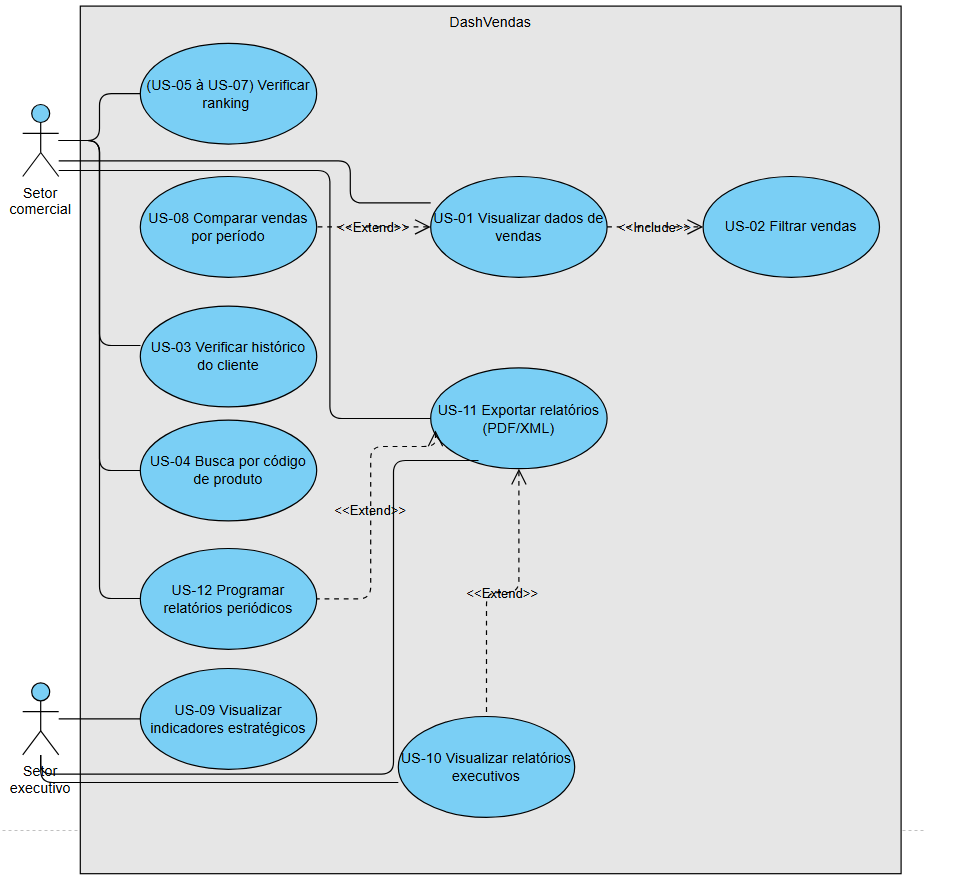 DashVendas
(US-05 à US-07) Verificar
ranking
Setor
comercial
US-08 Comparar vendas
por período
<<Extend>>
US-01 Visualizar dados de
vendas
<<Include>>
US-02 Filtrar vendas
US-03 Verificar histórico
do cliente
US-11 Exportar relatórios
(PDF/XML)
US-04 Busca por código
de produto
<<Extend>>
US-12 Programar
relatórios periódicos
<<Extend>>
US-09 Visualizar
indicadores estratégicos
US-10 Visualizar relatórios
executivos
Setor
executivo